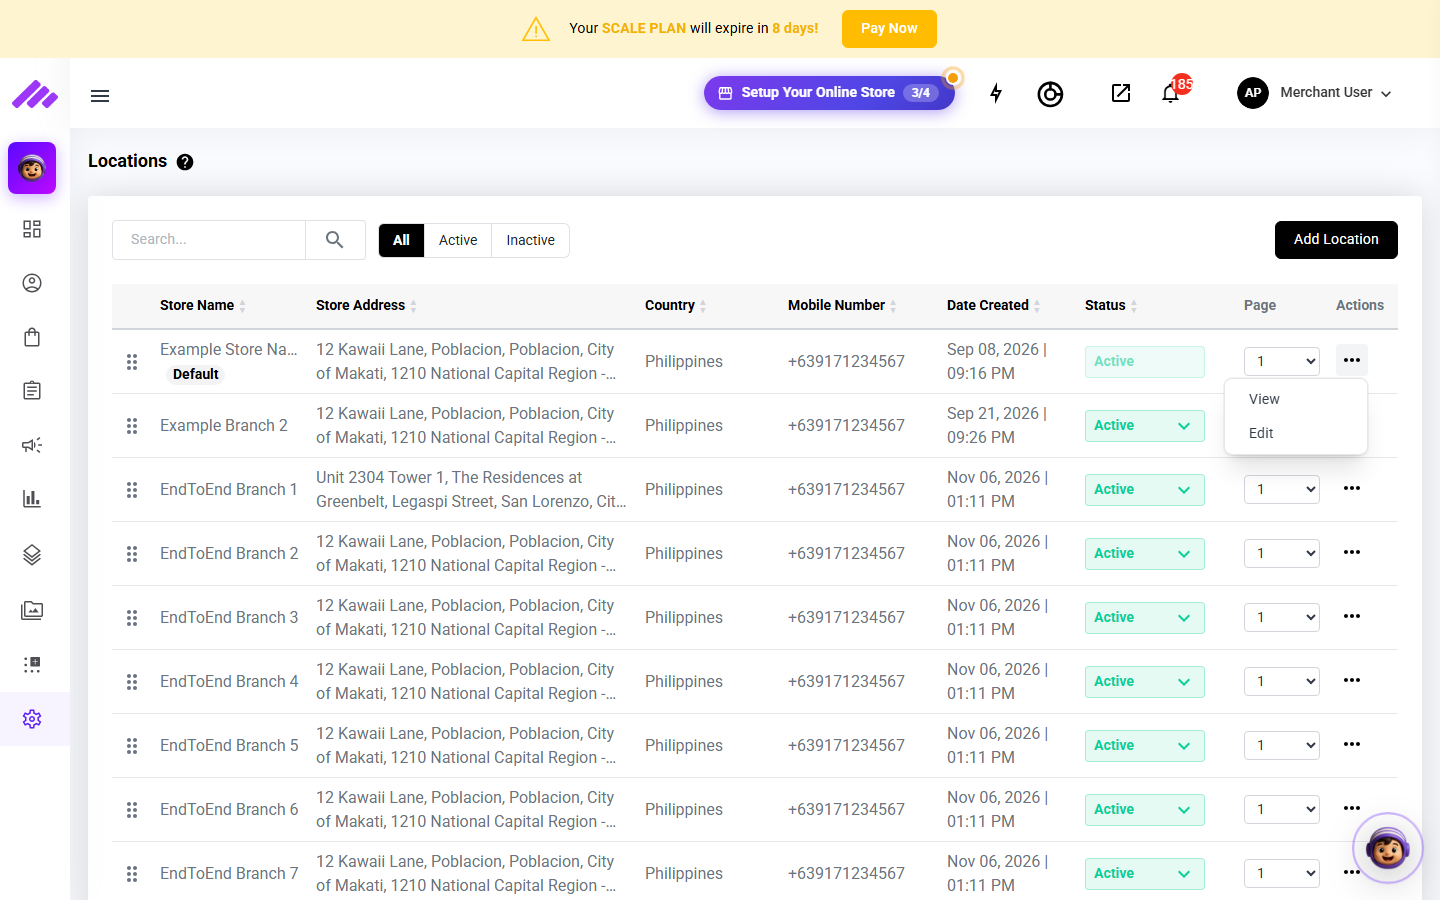 Your SCALE PLAN will expire in 8 days!
Pay Now
Setup Your Online Store 3/4
185
AP
Merchant User
Locations
Search...
All Active Inactive
Add Location
Store Name Store Address Country Mobile Number Date Created Status Page Actions
Example Store Na...
Default
12 Kawaii Lane, Poblacion, Poblacion, City
of Makati, 1210 National Capital Region -...
Philippines
+639171234567
Sep 08, 2026 |
09:16 PM
Active
1
View
Edit
Example Branch 2
12 Kawaii Lane, Poblacion, Poblacion, City
of Makati, 1210 National Capital Region -...
Philippines
+639171234567
Sep 21, 2026 |
09:26 PM
Active
EndToEnd Branch 1
Unit 2304 Tower 1, The Residences at
Greenbelt, Legaspi Street, San Lorenzo, Cit...
Philippines
+639171234567
Nov 06, 2026 |
01:11 PM
Active
1
EndToEnd Branch 2
12 Kawaii Lane, Poblacion, Poblacion, City
of Makati, 1210 National Capital Region -...
Philippines
+639171234567
Nov 06, 2026 |
01:11 PM
Active
1
EndToEnd Branch 3
12 Kawaii Lane, Poblacion, Poblacion, City
of Makati, 1210 National Capital Region -...
Philippines
+639171234567
Nov 06, 2026 |
01:11 PM
Active
1
EndToEnd Branch 4
12 Kawaii Lane, Poblacion, Poblacion, City
of Makati, 1210 National Capital Region -...
Philippines
+639171234567
Nov 06, 2026 |
01:11 PM
Active
1
EndToEnd Branch 5
12 Kawaii Lane, Poblacion, Poblacion, City
of Makati, 1210 National Capital Region -...
Philippines
+639171234567
Nov 06, 2026 |
01:11 PM
Active
1
EndToEnd Branch 6
12 Kawaii Lane, Poblacion, Poblacion, City
of Makati, 1210 National Capital Region -...
Philippines
+639171234567
Nov 06, 2026 |
01:11 PM
Active
1
EndToEnd Branch 7
12 Kawaii Lane, Poblacion, Poblacion, City
of Makati, 1210 National Capital Region -...
Philippines
+639171234567
Nov 06, 2026 |
01:11 PM
Active
1